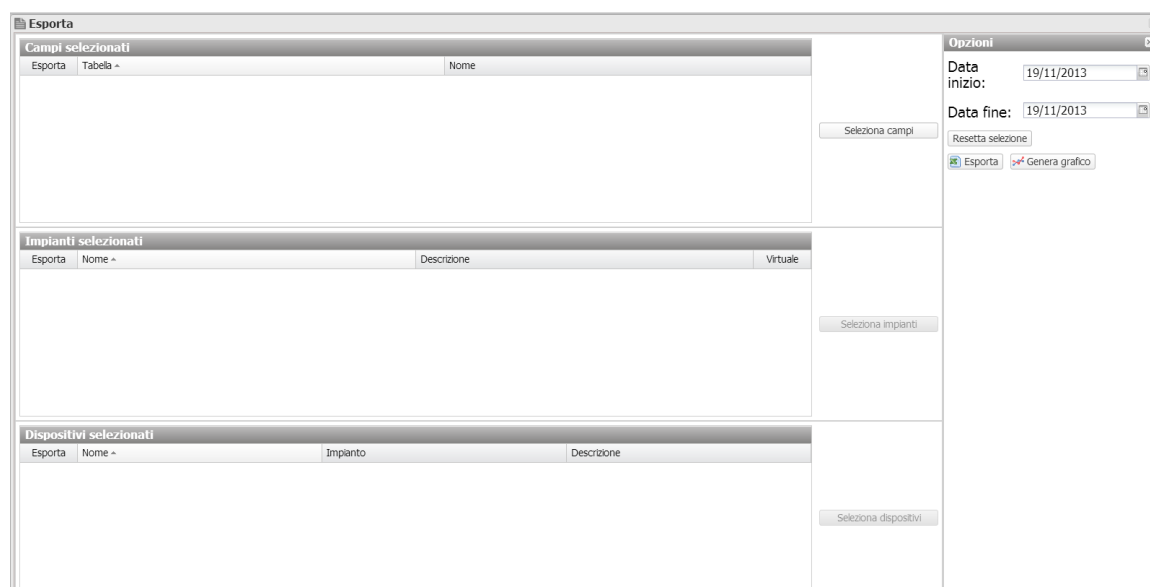 Esporta
Campi selezionati
Esporta Tabella Nome
Seleziona campi
Impianti selezionati
Esporta Nome Descrizione Virtuale
Seleziona impianti
Dispositivi selezionati
Esporta Nome Impianto Descrizione
Seleziona dispositivi
Opzioni
Data inizio: 19/11/2013
Data fine: 19/11/2013
Resetta selezione
Esporta Genera grafico